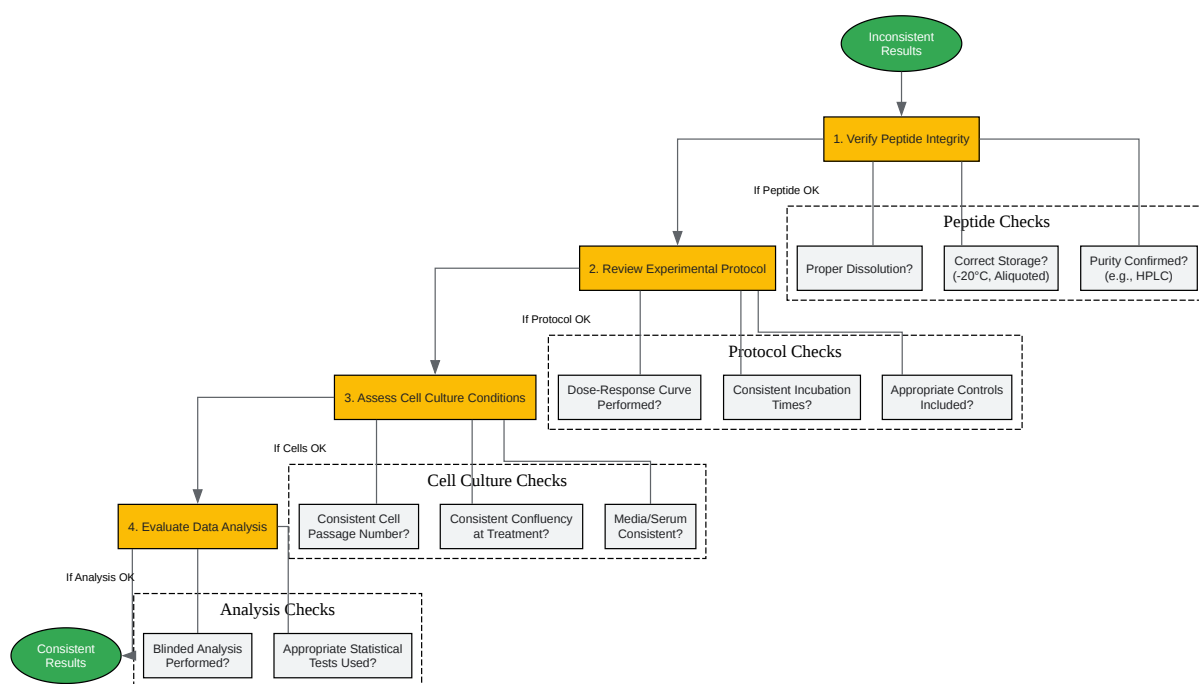 Inconsistent
Results
1. Verify Peptide Integrity
If Peptide OK
Peptide Checks
Proper Dissolution?
Correct Storage?
(-20°C, Aliquoted)
Purity Confirmed?
(e.g., HPLC)
2. Review Experimental Protocol
If Protocol OK
Protocol Checks
Dose-Response Curve
Performed?
Consistent Incubation
Times?
Appropriate Controls
Included?
3. Assess Cell Culture Conditions
If Cells OK
Cell Culture Checks
Consistent Cell
Passage Number?
Consistent Confluency
at Treatment?
Media/Serum
Consistent?
4. Evaluate Data Analysis
If Analysis OK
Analysis Checks
Blinded Analysis
Performed?
Appropriate Statistical
Tests Used?
Consistent
Results